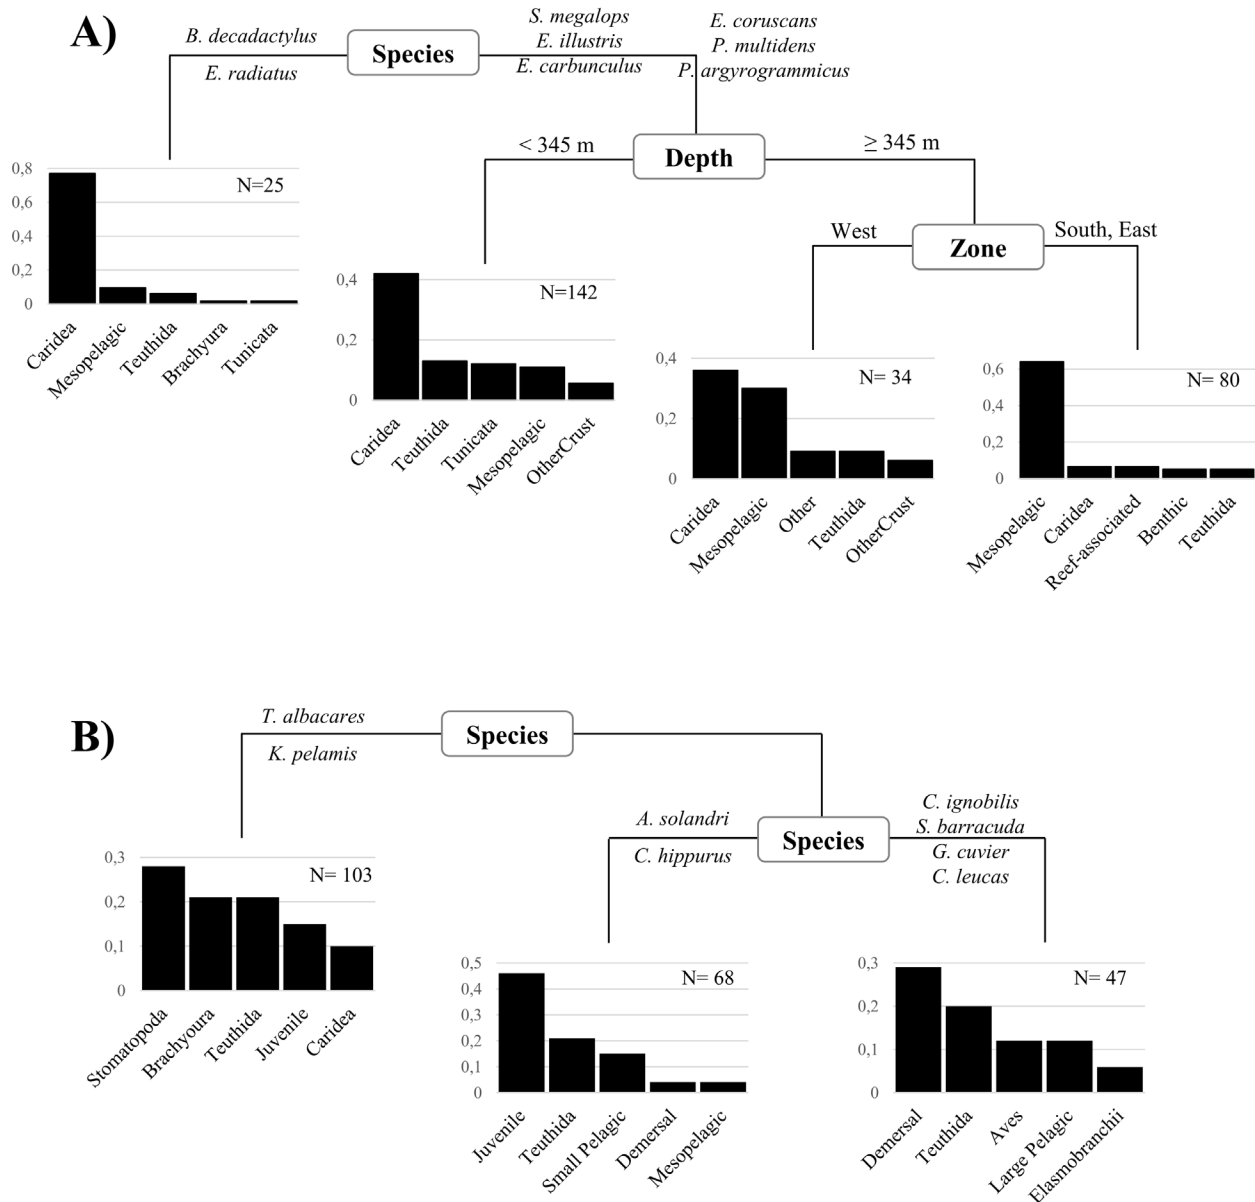 A)
B. decadactylus
E. radiatus
Species
S. megalops
E. illustris
E. carbunculus
E. coruscans
P. multidens
P. argyrogrammicus
< 345 m
Depth
≥ 345 m
West
Zone
South, East
0,8
0,6
0,4
0,2
0
N=25
Caridea
Mesopelagic
Teuthida
Brachyura
Tunicata
0,4
0,2
0
N=142
Caridea
Teuthida
Tunicata
Mesopelagic
OtherCrust
0,4
0,2
0
N= 34
Caridea
Mesopelagic
Other
Teuthida
OtherCrust
0,6
0,4
0,2
0
N= 80
Mesopelagic
Caridea
Reef-associated
Benthic
Teuthida
B)
T. albacares
K. pelamis
Species
A. solandri
C. hippurus
Species
C. ignobilis
S. barracuda
G. cuvier
C. leucas
0,3
0,2
0,1
0
N= 103
Stomatopoda
Brachyoura
Teuthida
Juvenile
Caridea
0,5
0,4
0,3
0,2
0,1
0
N= 68
Juvenile
Teuthida
Small Pelagic
Demersal
Mesopelagic
0,3
0,2
0,1
0
N= 47
Demersal
Teuthida
Aves
Large Pelagic
Elasmobranchii